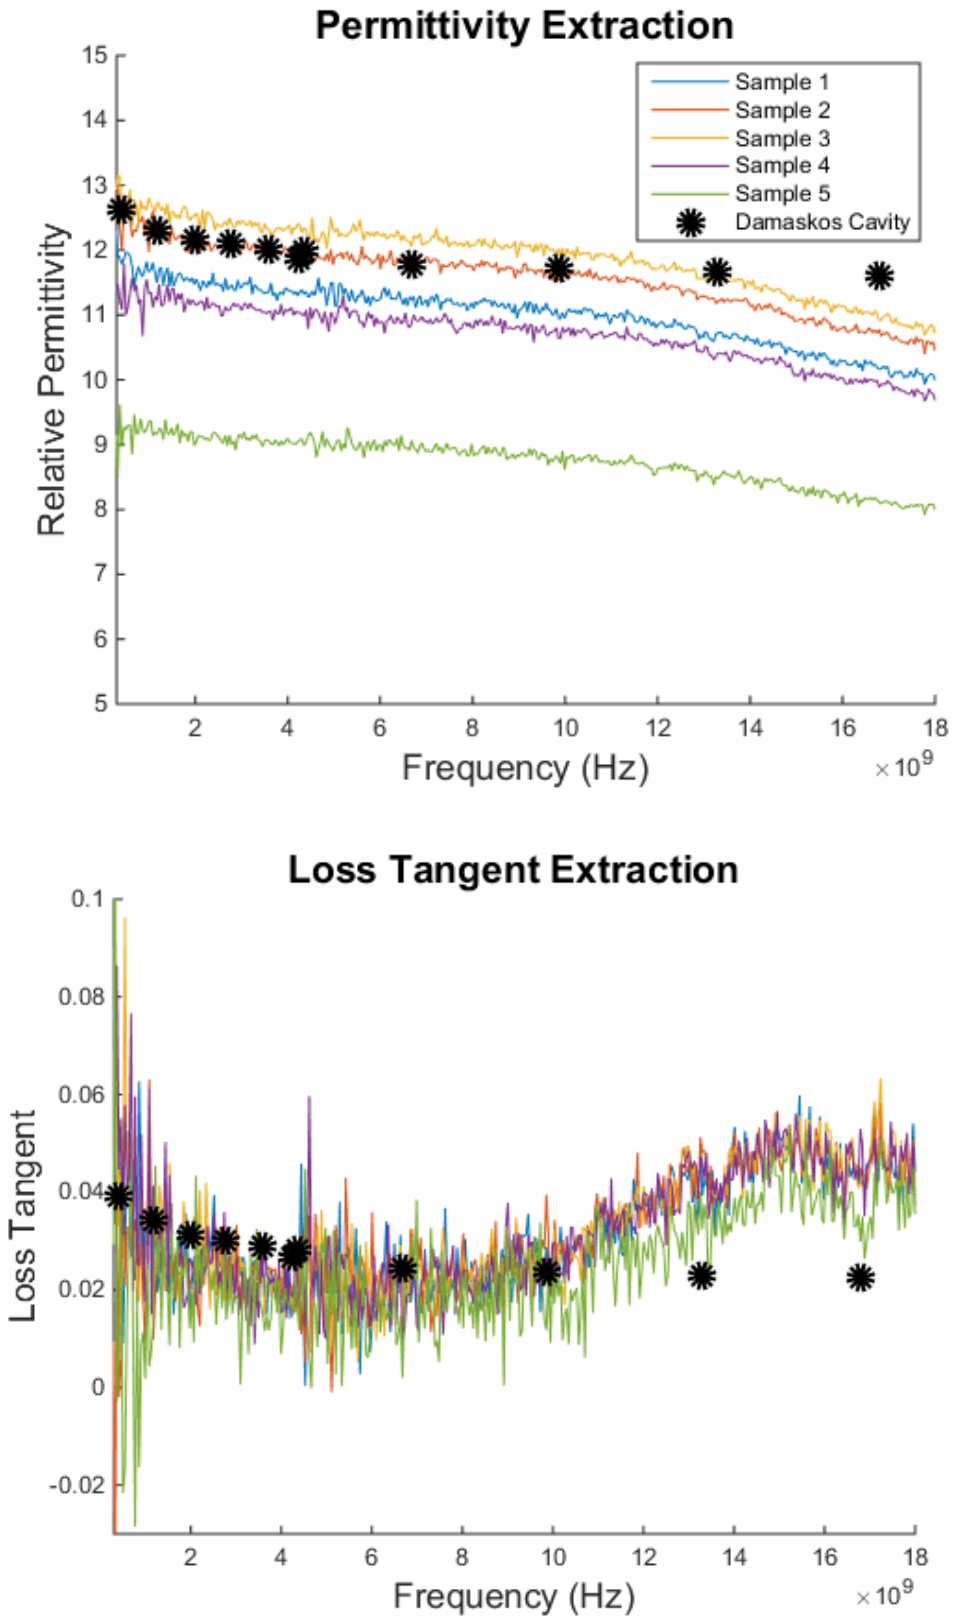 Permittivity Extraction
15
14
13
12
11
10
9
8
7
6
5
Relative Permittivity
Sample 1
Sample 2
Sample 3
Sample 4
Sample 5
Damaskos Cavity
2 4 6 8 10 12 14 16 18
Frequency (Hz)
×10⁹
Loss Tangent Extraction
0.1
0.08
0.06
0.04
0.02
0
-0.02
Loss Tangent
2 4 6 8 10 12 14 16 18
Frequency (Hz)
×10⁹